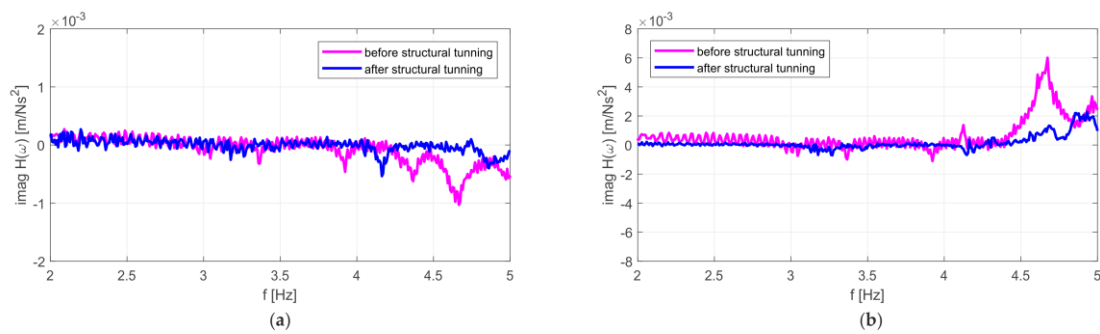 ×10⁻³
2
1
0
-1
-2
imag H(ω) [m/Ns²]
before structural tunning
after structural tunning
2 2.5 3 3.5 4 4.5 5
f [Hz]
(a)
×10⁻³
8
6
4
2
0
-2
-4
-6
-8
imag H(ω) [m/Ns²]
before structural tunning
after structural tunning
2 2.5 3 3.5 4 4.5 5
f [Hz]
(b)